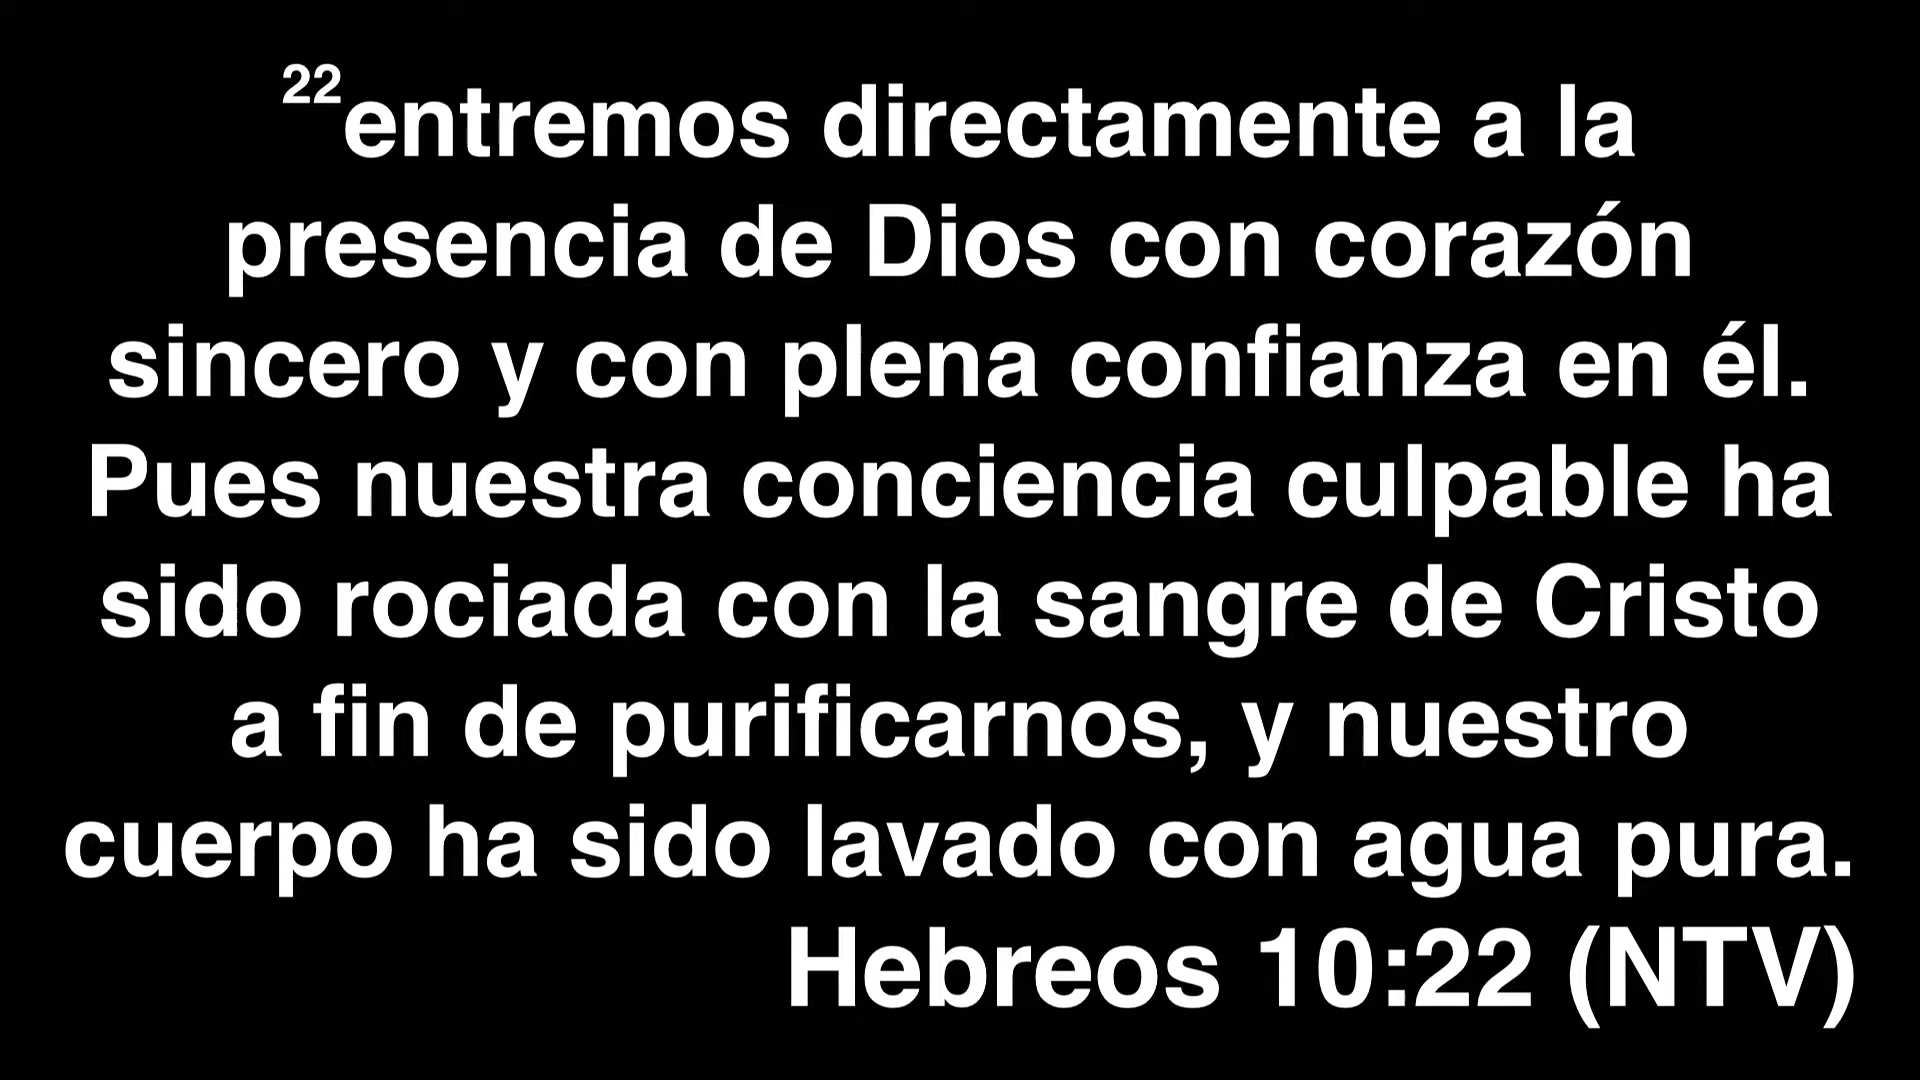 22entremos directamente a la
presencia de Dios con corazón
sincero y con plena confianza en él.
Pues nuestra conciencia culpable ha
sido rociada con la sangre de Cristo
a fin de purificarnos, y nuestro
cuerpo ha sido lavado con agua pura.
Hebreos 10:22 (NTV)